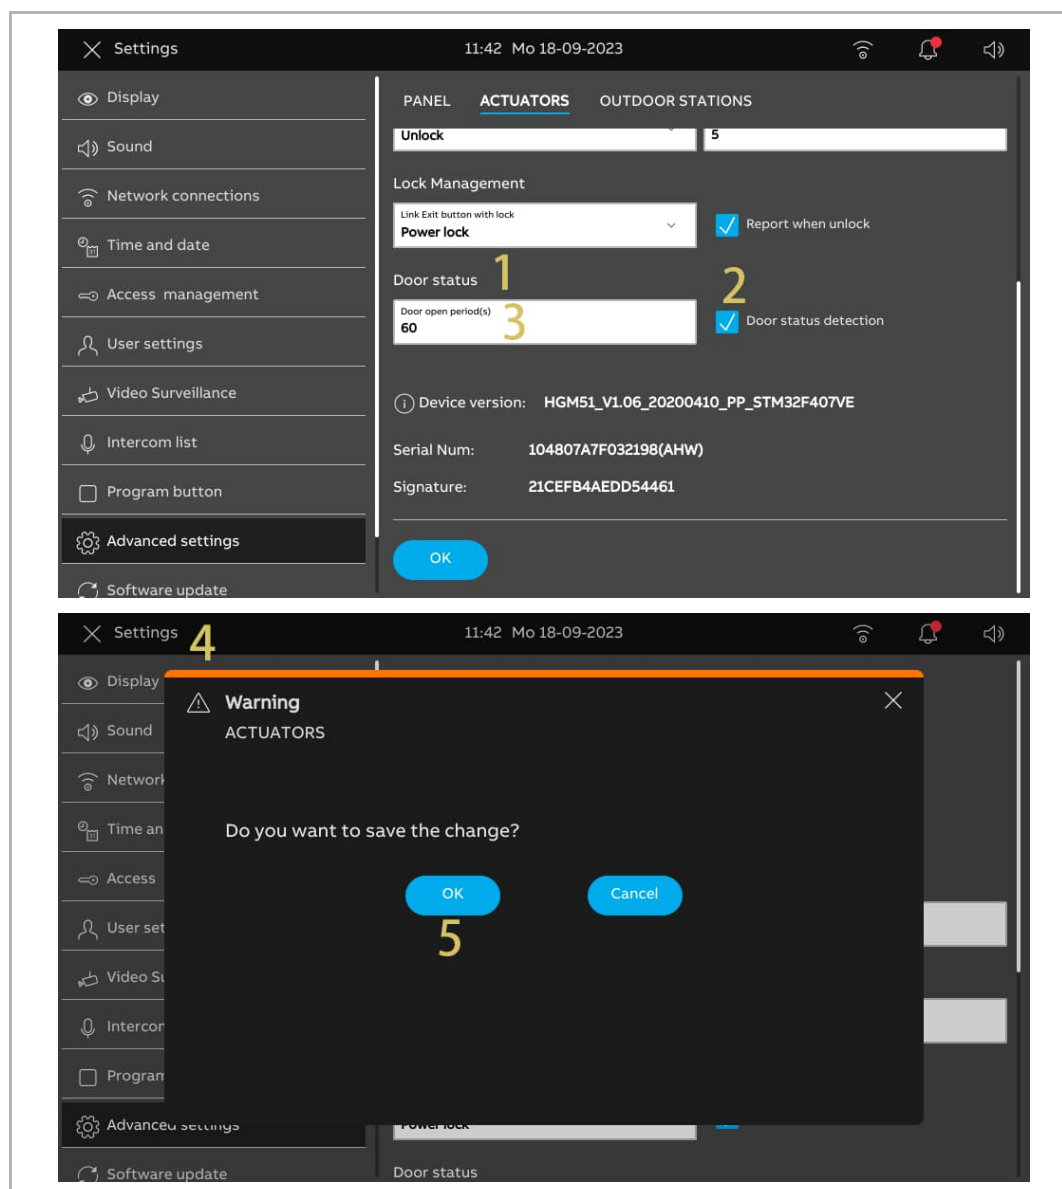 Settings 11:42 Mo 18-09-2023
Display
PANEL ACTUATORS OUTDOOR STATIONS
Unlock 5
Sound
Lock Management
Network connections
Link Exit button with lock
Power lock
Report when unlock
Time and date
Door status 1
2
Access management
Door open period(s)
60
3
Door status detection
User settings
Video Surveillance
Device version: HGM51_V1.06_20200410_PP_STM32F407VE
Intercom list
Serial Num: 104807A7F032198(AHW)
Program button
Signature: 21CEFB4AEDD54461
Advanced settings
OK
Software update
Settings 4 11:42 Mo 18-09-2023
Display
Warning
ACTUATORS
Sound
Network
Time an
Do you want to save the change?
Access
OK Cancel
5
User set
Video Su
Intercom
Program
Advanced settings
Power lock
Software update
Door status